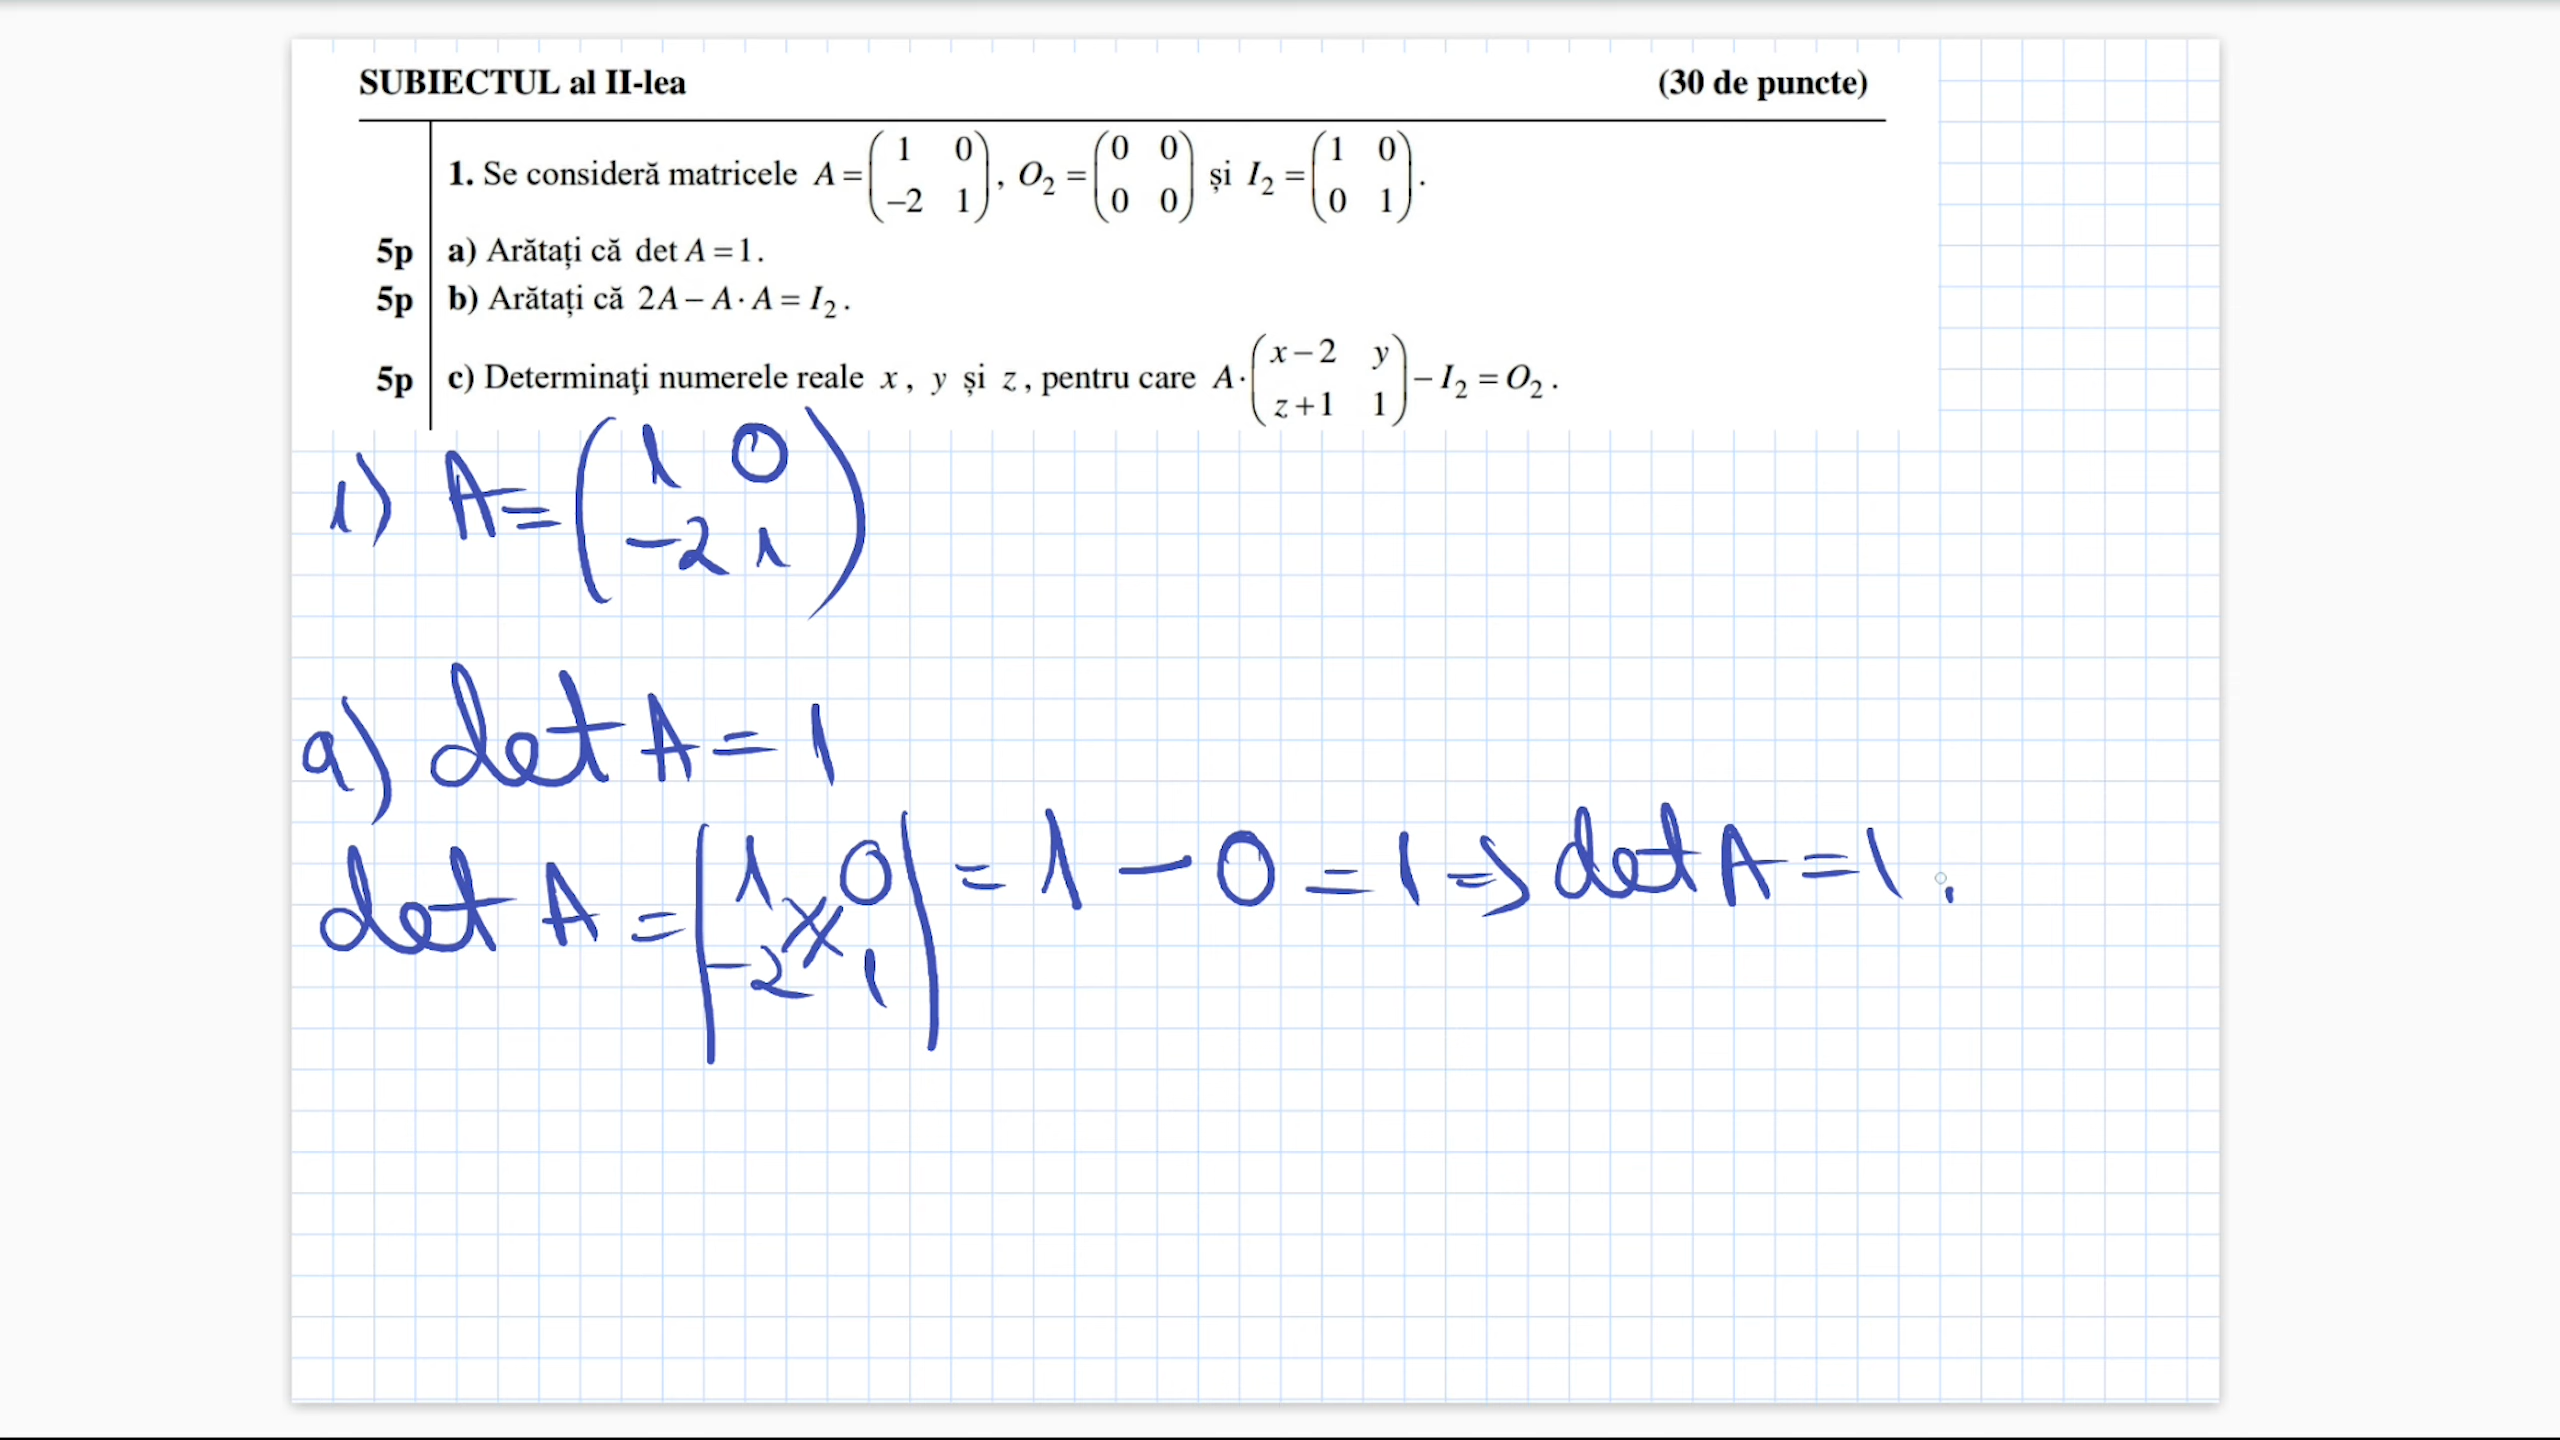 SUBIECTUL al II-lea (30 de puncte)
1. Se consideră matricele A = (1 0 / −2 1), O₂ = (0 0 / 0 0) și I₂ = (1 0 / 0 1).
5p a) Arătați că det A = 1.
5p b) Arătați că 2A − A · A = I₂.
5p c) Determinați numerele reale x, y și z, pentru care A · (x − 2 y / z + 1 1) − I₂ = O₂.
1) A = (1 0 / −2 1)
a) det A = 1
det A = |1 0 / −2 1| = 1 − 0 = 1 ⇒ det A = 1.